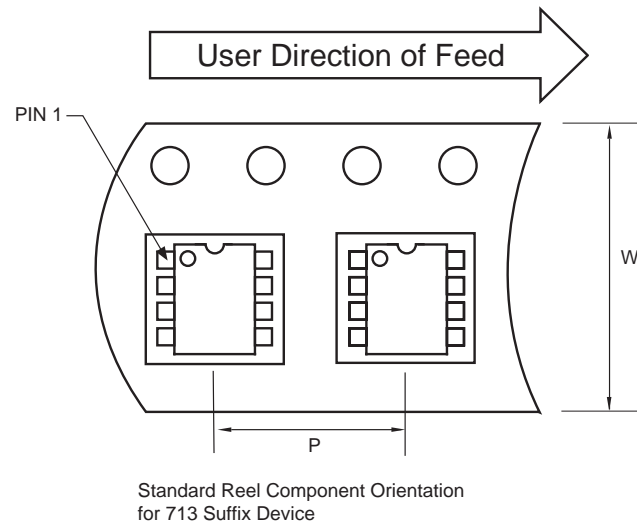 User Direction of Feed
PIN 1
W
P
Standard Reel Component Orientation
for 713 Suffix Device